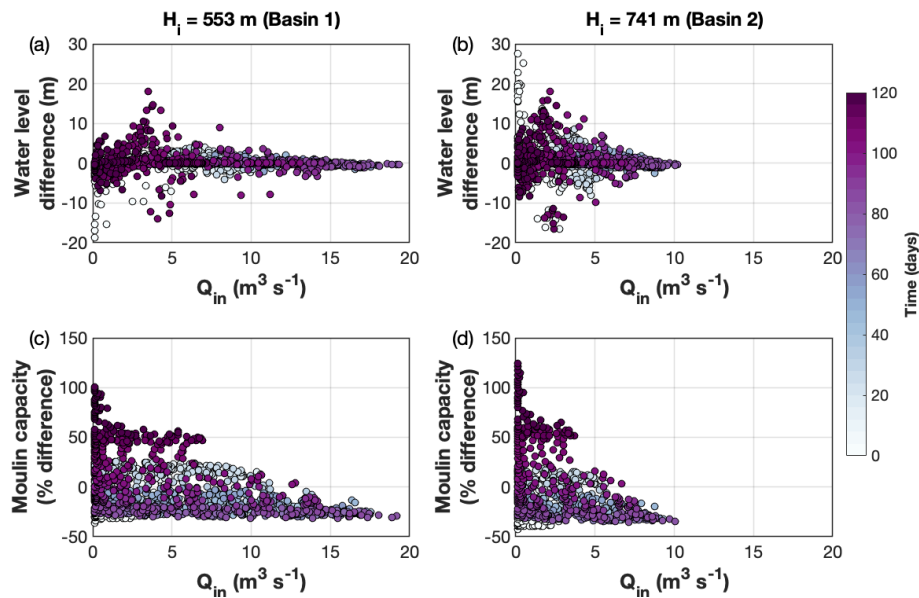 H_i = 553 m (Basin 1)
H_i = 741 m (Basin 2)
(a)
Water level
difference (m)
30
20
10
0
-10
-20
0 5 10 15 20
Q_in (m³ s⁻¹)
(b)
Water level
difference (m)
30
20
10
0
-10
-20
0 5 10 15 20
Q_in (m³ s⁻¹)
(c)
Moulin capacity
(% difference)
150
100
50
0
-50
0 5 10 15 20
Q_in (m³ s⁻¹)
(d)
Moulin capacity
(% difference)
150
100
50
0
-50
0 5 10 15 20
Q_in (m³ s⁻¹)
120
100
80
60
40
20
0
Time (days)